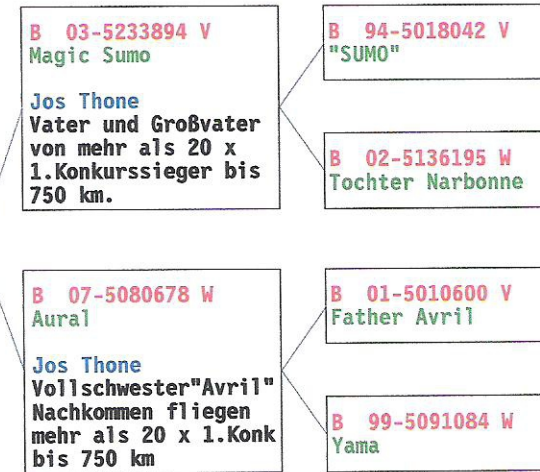 B 03-5233894 V
Magic Sumo
Jos Thone
Vater und Großvater
von mehr als 20 x
1.Konkurssieger bis
750 km.
B 94-5018042 V
"SUMO"
B 02-5136195 W
Tochter Narbonne
B 07-5080678 W
Aural
Jos Thone
Vollschwester"Avril"
Nachkommen fliegen
mehr als 20 x 1.Konk
bis 750 km
B 01-5010600 V
Father Avril
B 99-5091084 W
Yama